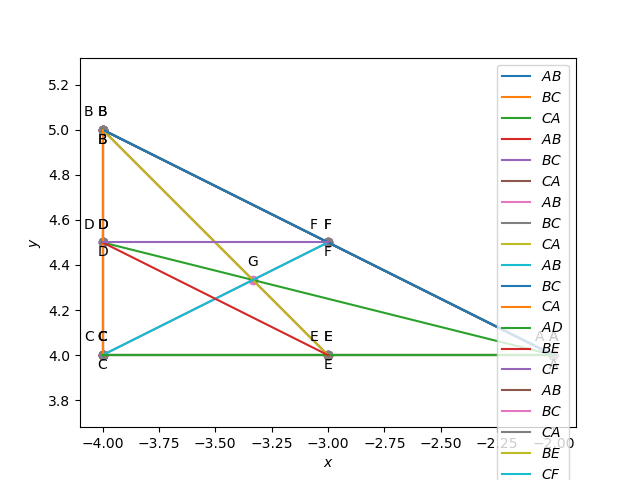 5.2
5.0
4.8
4.6
4.4
4.2
4.0
3.8
y
B B
B
D D
D
F F
F
G
C C
C
E E
E
A A
−4.00 −3.75 −3.50 −3.25 −3.00 −2.75 −2.50 −2.25 −2.00
x
AB
BC
CA
AB
BC
CA
AB
BC
CA
AB
BC
CA
AD
BE
CF
AB
BC
CA
BE
CF